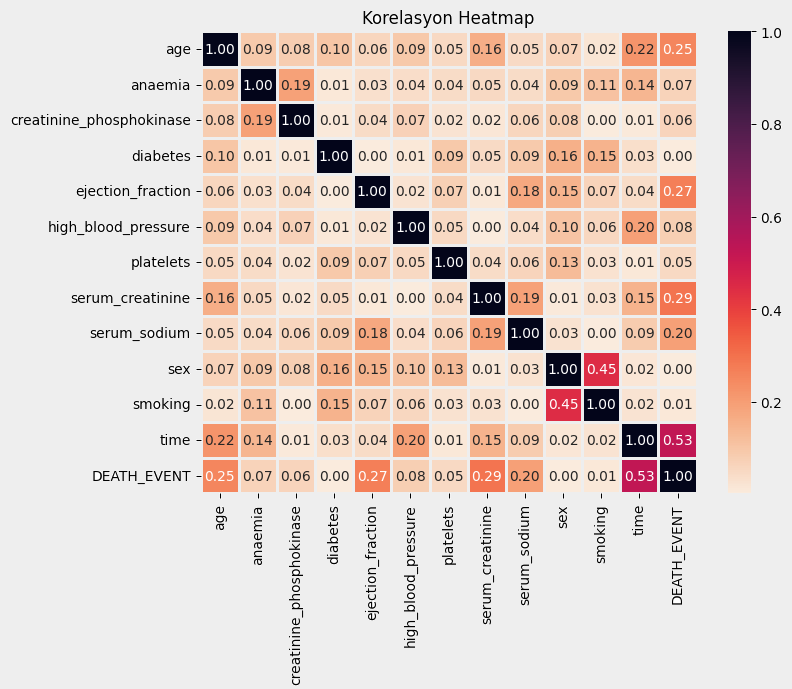 Korelasyon Heatmap
age 1.00 0.09 0.08 0.10 0.06 0.09 0.05 0.16 0.05 0.07 0.02 0.22 0.25
anaemia 0.09 1.00 0.19 0.01 0.03 0.04 0.04 0.05 0.04 0.09 0.11 0.14 0.07
creatinine_phosphokinase 0.08 0.19 1.00 0.01 0.04 0.07 0.02 0.02 0.06 0.08 0.00 0.01 0.06
diabetes 0.10 0.01 0.01 1.00 0.00 0.01 0.09 0.05 0.09 0.16 0.15 0.03 0.00
ejection_fraction 0.06 0.03 0.04 0.00 1.00 0.02 0.07 0.01 0.18 0.15 0.07 0.04 0.27
high_blood_pressure 0.09 0.04 0.07 0.01 0.02 1.00 0.05 0.00 0.04 0.10 0.06 0.20 0.08
platelets 0.05 0.04 0.02 0.09 0.07 0.05 1.00 0.04 0.06 0.13 0.03 0.01 0.05
serum_creatinine 0.16 0.05 0.02 0.05 0.01 0.00 0.04 1.00 0.19 0.01 0.03 0.15 0.29
serum_sodium 0.05 0.04 0.06 0.09 0.18 0.04 0.06 0.19 1.00 0.03 0.00 0.09 0.20
sex 0.07 0.09 0.08 0.16 0.15 0.10 0.13 0.01 0.03 1.00 0.45 0.02 0.00
smoking 0.02 0.11 0.00 0.15 0.07 0.06 0.03 0.03 0.00 0.45 1.00 0.02 0.01
time 0.22 0.14 0.01 0.03 0.04 0.20 0.01 0.15 0.09 0.02 0.02 1.00 0.53
DEATH_EVENT 0.25 0.07 0.06 0.00 0.27 0.08 0.05 0.29 0.20 0.00 0.01 0.53 1.00
age
anaemia
creatinine_phosphokinase
diabetes
ejection_fraction
high_blood_pressure
platelets
serum_creatinine
serum_sodium
sex
smoking
time
DEATH_EVENT
1.0
0.8
0.6
0.4
0.2